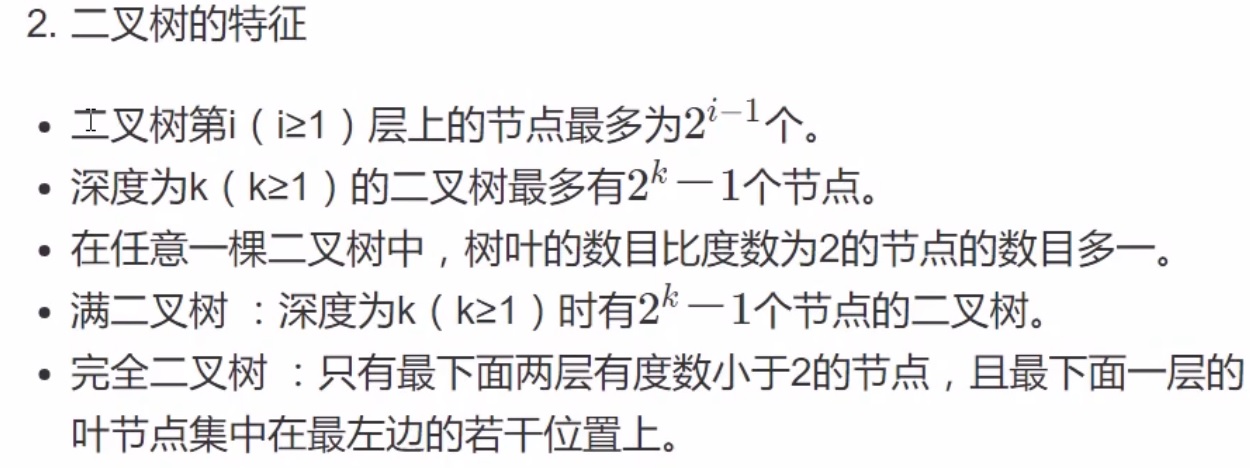 2. 二叉树的特征
• 二叉树第i（i≥1）层上的节点最多为$2^{i-1}$个。
• 深度为k（k≥1）的二叉树最多有$2^k-1$个节点。
• 在任意一棵二叉树中，树叶的数目比度数为2的节点的数目多一。
• 满二叉树 ：深度为k（k≥1）时有$2^k-1$个节点的二叉树。
• 完全二叉树 ：只有最下面两层有度数小于2的节点，且最下面一层的
叶节点集中在最左边的若干位置上。